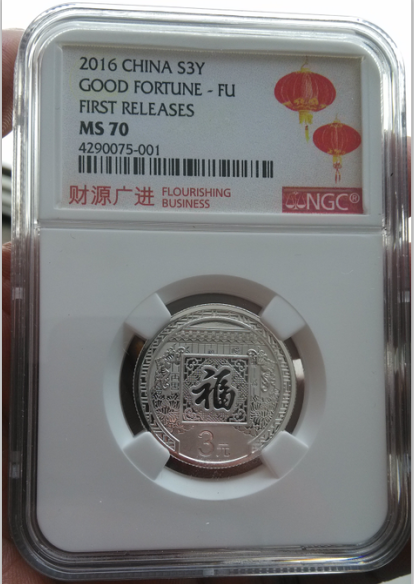 2016 CHINA S3Y
GOOD FORTUNE - FU
FIRST RELEASES
MS 70
4290075-001
财源广进 FLOURISHING
BUSINESS
NGC®
福
3元